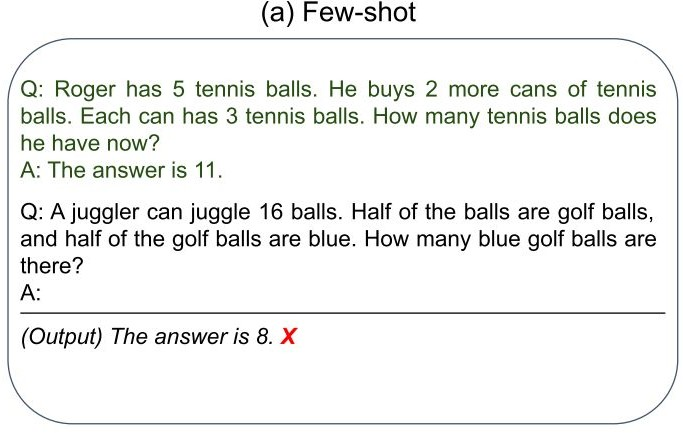 (a) Few-shot
Q: Roger has 5 tennis balls. He buys 2 more cans of tennis
balls. Each can has 3 tennis balls. How many tennis balls does
he have now?
A: The answer is 11.
Q: A juggler can juggle 16 balls. Half of the balls are golf balls,
and half of the golf balls are blue. How many blue golf balls are
there?
A:
(Output) The answer is 8. X